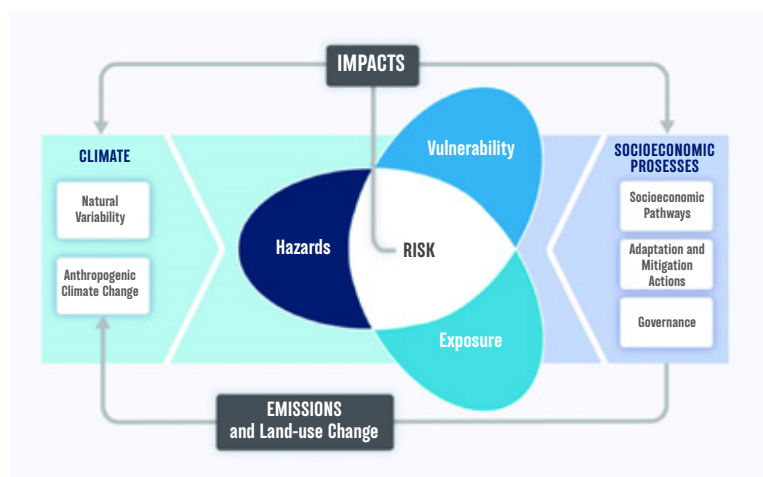 IMPACTS
CLIMATE
Natural
Variability
Anthropogenic
Climate Change
Hazards
Vulnerability
RISK
Exposure
SOCIOECONOMIC
PROSESSES
Socioeconomic
Pathways
Adaptation and
Mitigation
Actions
Governance
EMISSIONS
and Land-use Change